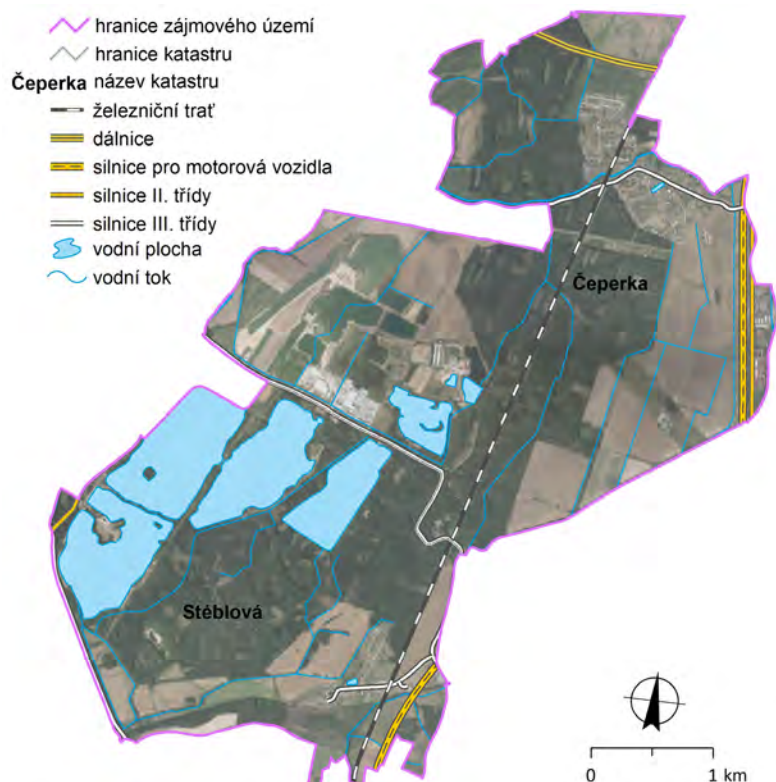 hranice zájmového území
hranice katastru
Čeperka název katastru
železniční trať
dálnice
silnice pro motorová vozidla
silnice II. třídy
silnice III. třídy
vodní plocha
vodní tok
Čeperka
Stéblová
0 1 km